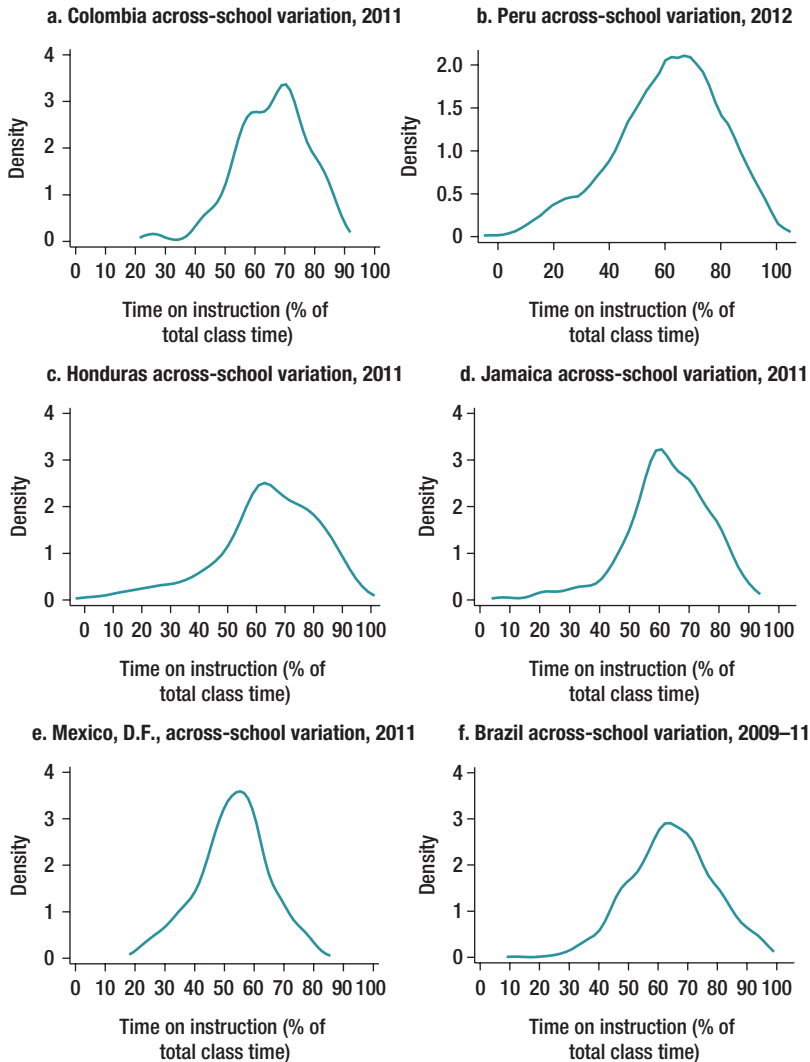 a. Colombia across-school variation, 2011
4
3
2
1
0
Density
0 10 20 30 40 50 60 70 80 90 100
Time on instruction (% of
total class time)
b. Peru across-school variation, 2012
2.0
1.5
1.0
0.5
0
Density
0 20 40 60 80 100
Time on instruction (% of
total class time)
c. Honduras across-school variation, 2011
4
3
2
1
0
Density
0 10 20 30 40 50 60 70 80 90 100
Time on instruction (% of
total class time)
d. Jamaica across-school variation, 2011
4
3
2
1
0
Density
0 10 20 30 40 50 60 70 80 90 100
Time on instruction (% of
total class time)
e. Mexico, D.F., across-school variation, 2011
4
3
2
1
0
Density
0 10 20 30 40 50 60 70 80 90 100
Time on instruction (% of
total class time)
f. Brazil across-school variation, 2009–11
4
3
2
1
0
Density
0 10 20 30 40 50 60 70 80 90 100
Time on instruction (% of
total class time)